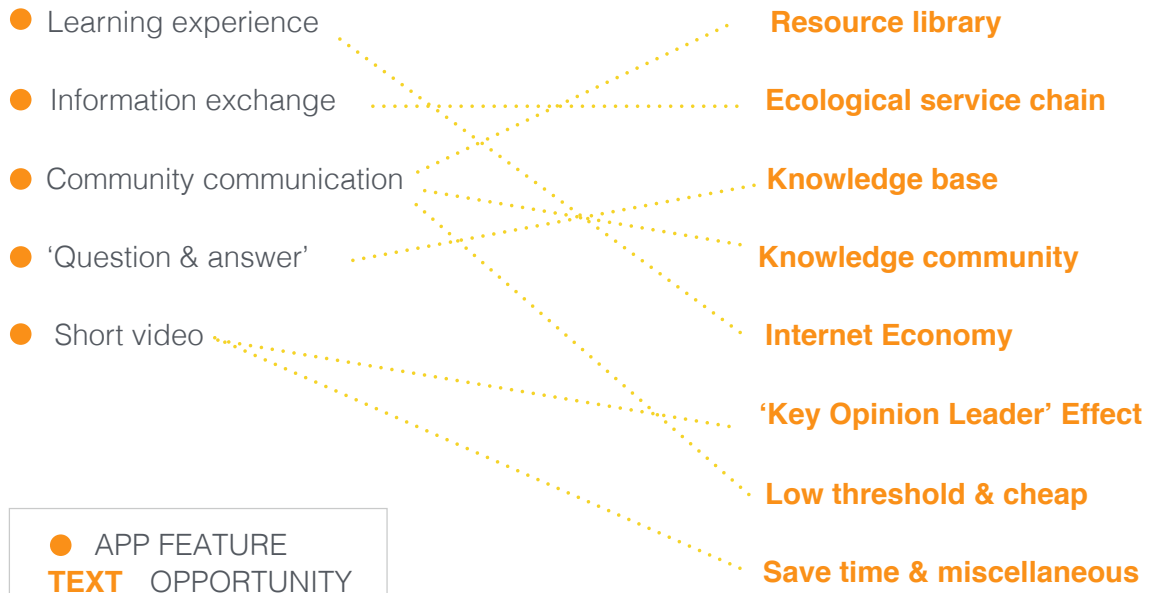 Learning experience
Information exchange
Community communication
‘Question & answer’
Short video
Resource library
Ecological service chain
Knowledge base
Knowledge community
Internet Economy
‘Key Opinion Leader’ Effect
Low threshold & cheap
Save time & miscellaneous
APP FEATURE
TEXT OPPORTUNITY